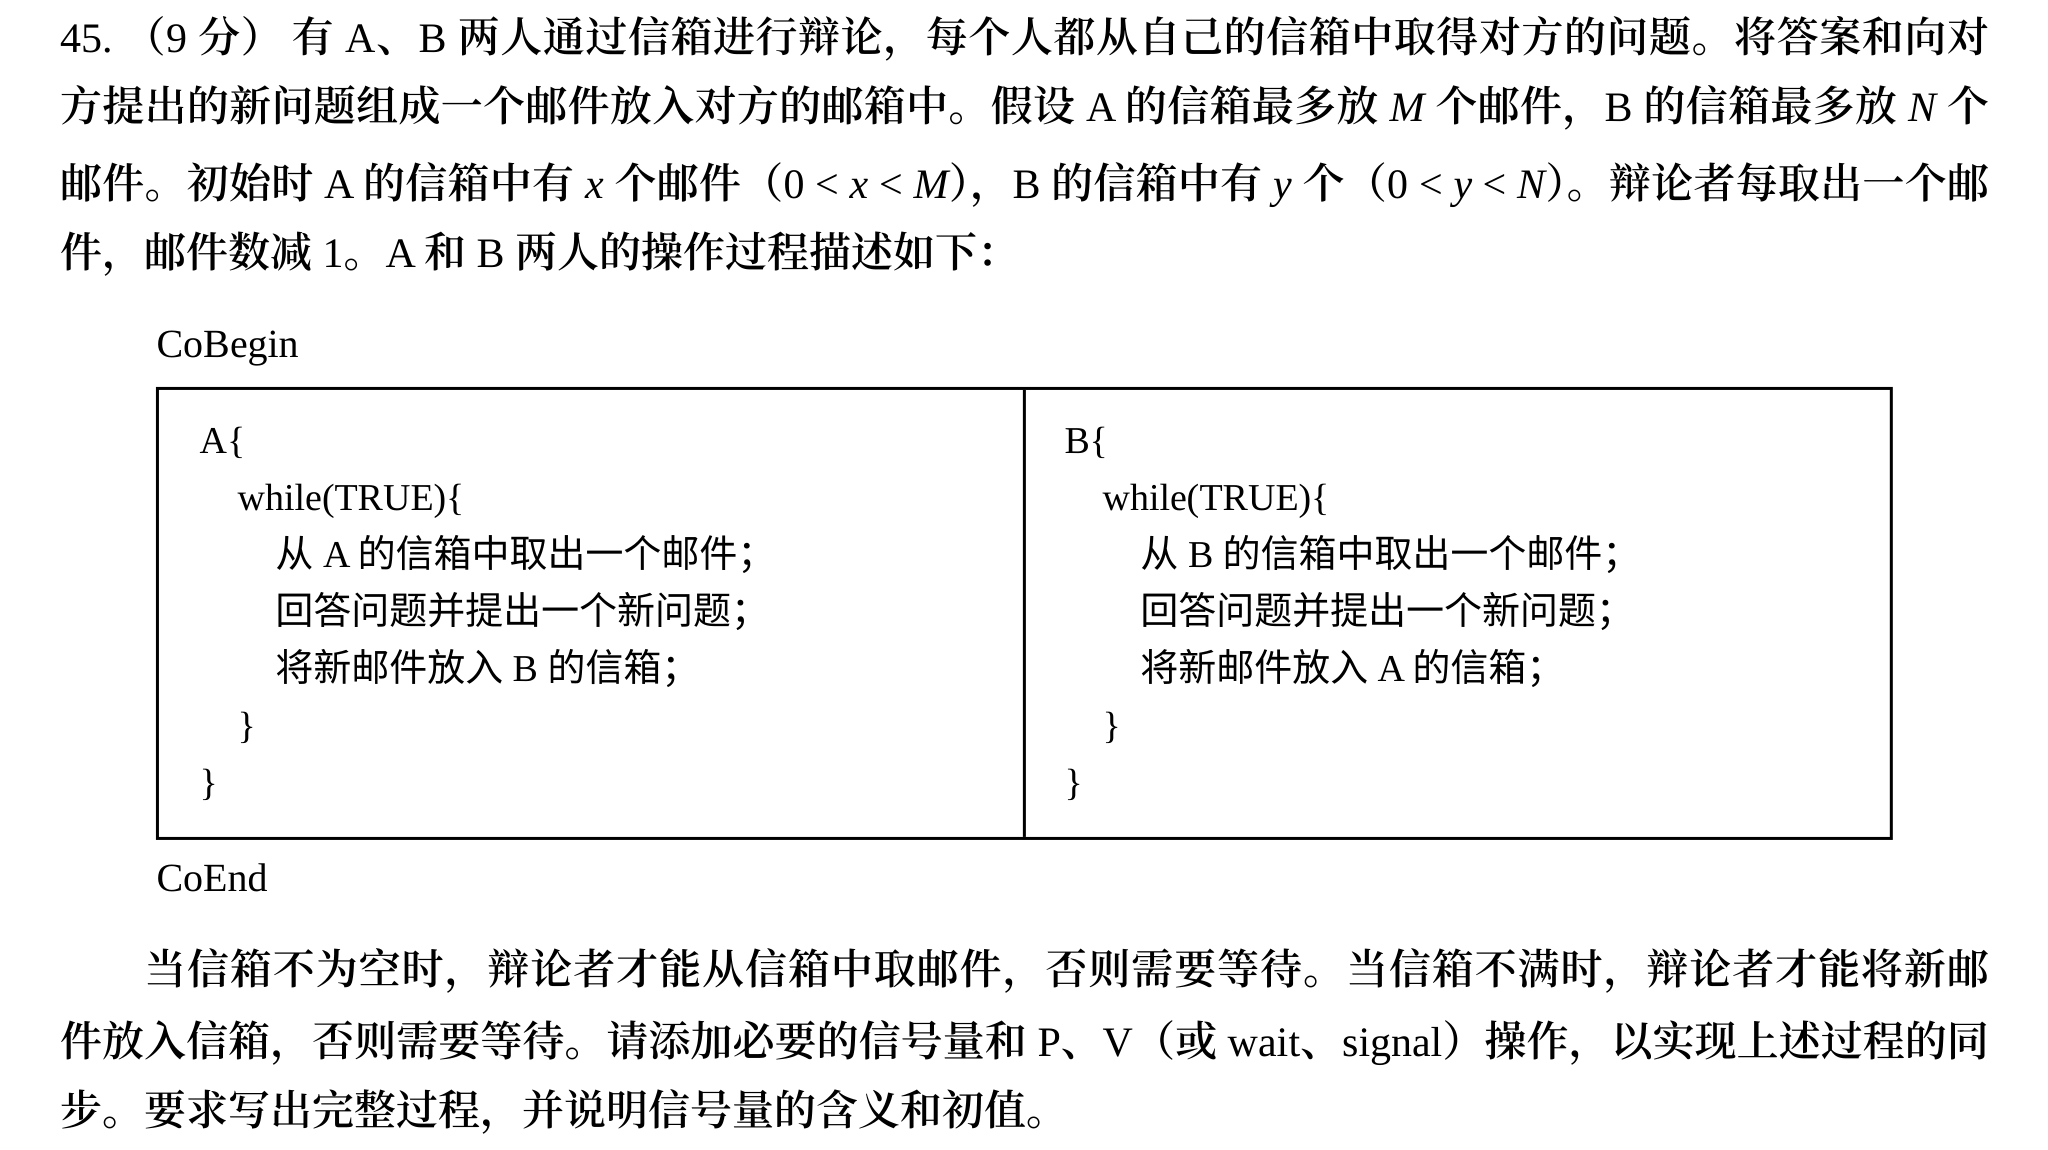 45.（9 分） 有 A、B 两人通过信箱进行辩论，每个人都从自己的信箱中取得对方的问题。将答案和向对
方提出的新问题组成一个邮件放入对方的邮箱中。假设 A 的信箱最多放 M 个邮件，B 的信箱最多放 N 个
邮件。初始时 A 的信箱中有 x 个邮件（0 < x < M），B 的信箱中有 y 个（0 < y < N）。辩论者每取出一个邮
件，邮件数减 1。A 和 B 两人的操作过程描述如下：
CoBegin
A{
while(TRUE){
从 A 的信箱中取出一个邮件；
回答问题并提出一个新问题；
将新邮件放入 B 的信箱；
}
}
B{
while(TRUE){
从 B 的信箱中取出一个邮件；
回答问题并提出一个新问题；
将新邮件放入 A 的信箱；
}
}
CoEnd
当信箱不为空时，辩论者才能从信箱中取邮件，否则需要等待。当信箱不满时，辩论者才能将新邮
件放入信箱，否则需要等待。请添加必要的信号量和 P、V（或 wait、signal）操作，以实现上述过程的同
步。要求写出完整过程，并说明信号量的含义和初值。